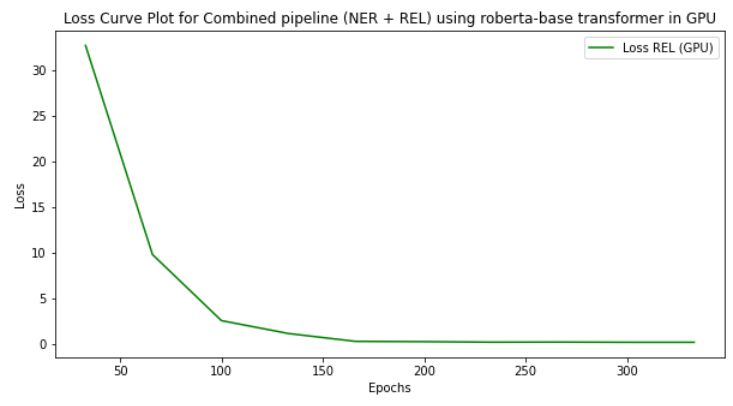 Loss Curve Plot for Combined pipeline (NER + REL) using roberta-base transformer in GPU
Loss REL (GPU)
30
25
20
15
10
5
0
Loss
50 100 150 200 250 300
Epochs